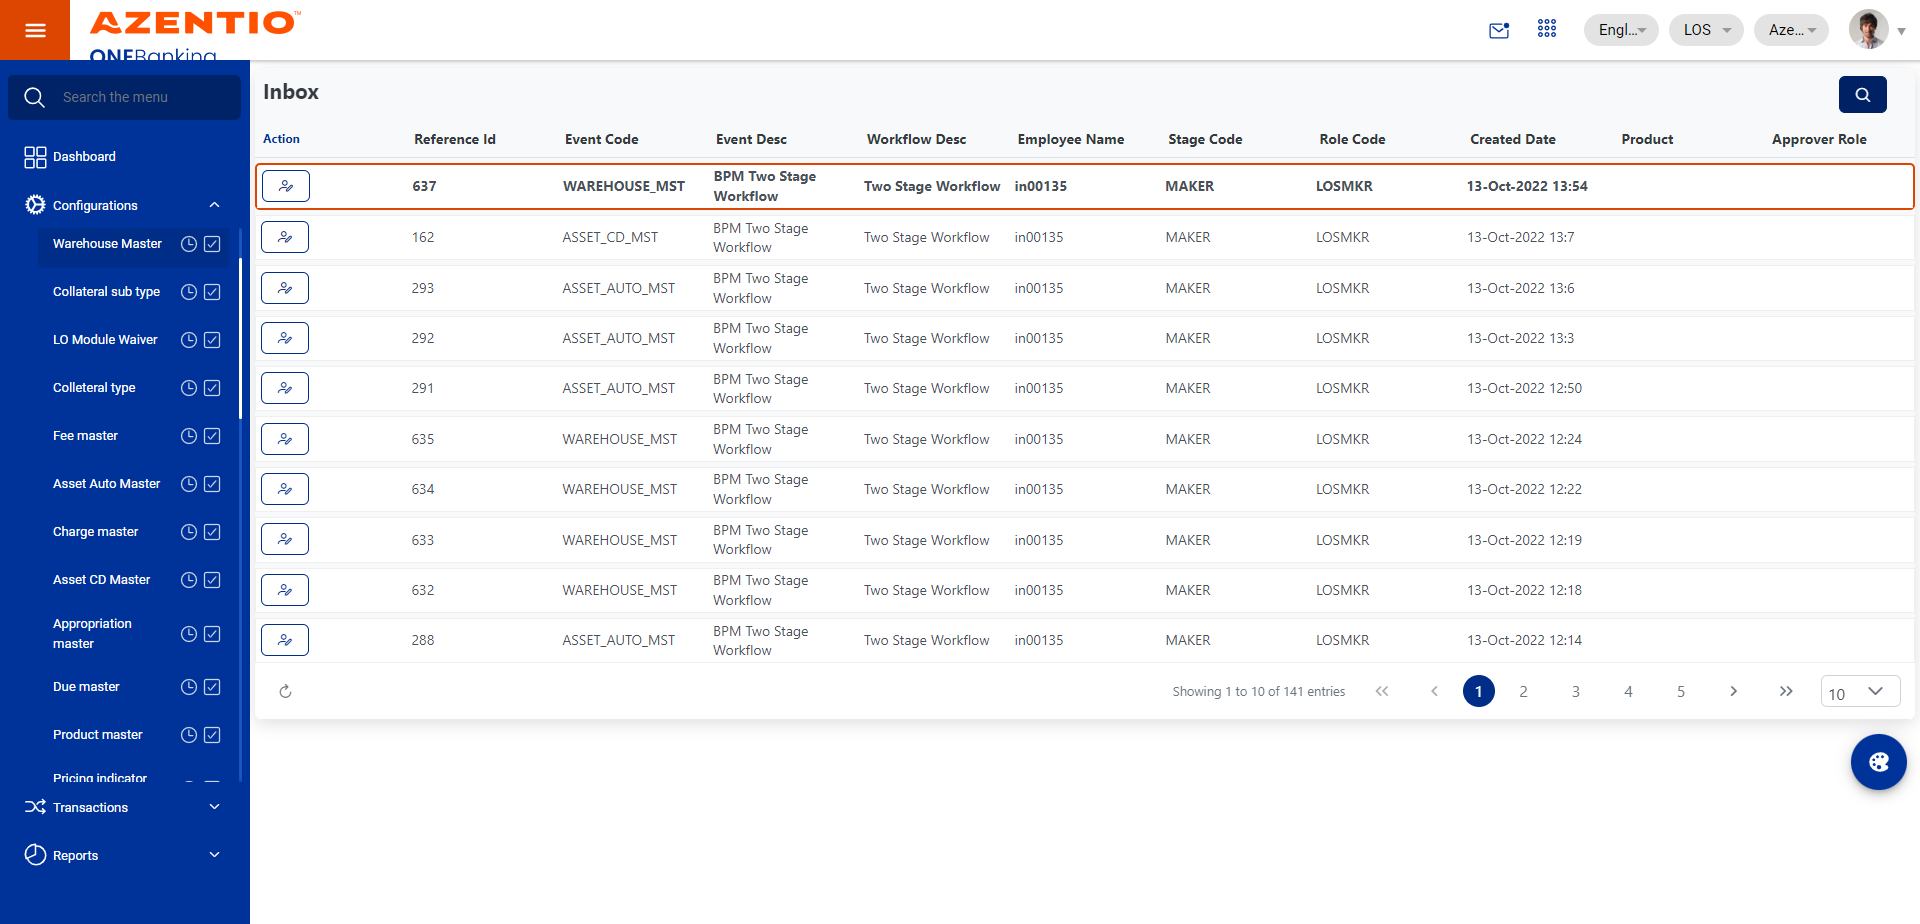 AZENTIO™
ONEBanking
Engl...
LOS
Aze...
Search the menu
Dashboard
Configurations
Warehouse Master
Collateral sub type
LO Module Waiver
Colleteral type
Fee master
Asset Auto Master
Charge master
Asset CD Master
Appropriation
master
Due master
Product master
Pricing indicator
Transactions
Reports
Inbox
Action Reference Id Event Code Event Desc Workflow Desc Employee Name Stage Code Role Code Created Date Product Approver Role
637 WAREHOUSE_MST BPM Two Stage Workflow Two Stage Workflow in00135 MAKER LOSMKR 13-Oct-2022 13:54
162 ASSET_CD_MST BPM Two Stage Workflow Two Stage Workflow in00135 MAKER LOSMKR 13-Oct-2022 13:7
293 ASSET_AUTO_MST BPM Two Stage Workflow Two Stage Workflow in00135 MAKER LOSMKR 13-Oct-2022 13:6
292 ASSET_AUTO_MST BPM Two Stage Workflow Two Stage Workflow in00135 MAKER LOSMKR 13-Oct-2022 13:3
291 ASSET_AUTO_MST BPM Two Stage Workflow Two Stage Workflow in00135 MAKER LOSMKR 13-Oct-2022 12:50
635 WAREHOUSE_MST BPM Two Stage Workflow Two Stage Workflow in00135 MAKER LOSMKR 13-Oct-2022 12:24
634 WAREHOUSE_MST BPM Two Stage Workflow Two Stage Workflow in00135 MAKER LOSMKR 13-Oct-2022 12:22
633 WAREHOUSE_MST BPM Two Stage Workflow Two Stage Workflow in00135 MAKER LOSMKR 13-Oct-2022 12:19
632 WAREHOUSE_MST BPM Two Stage Workflow Two Stage Workflow in00135 MAKER LOSMKR 13-Oct-2022 12:18
288 ASSET_AUTO_MST BPM Two Stage Workflow Two Stage Workflow in00135 MAKER LOSMKR 13-Oct-2022 12:14
Showing 1 to 10 of 141 entries << < 1 2 3 4 5 > >> 10